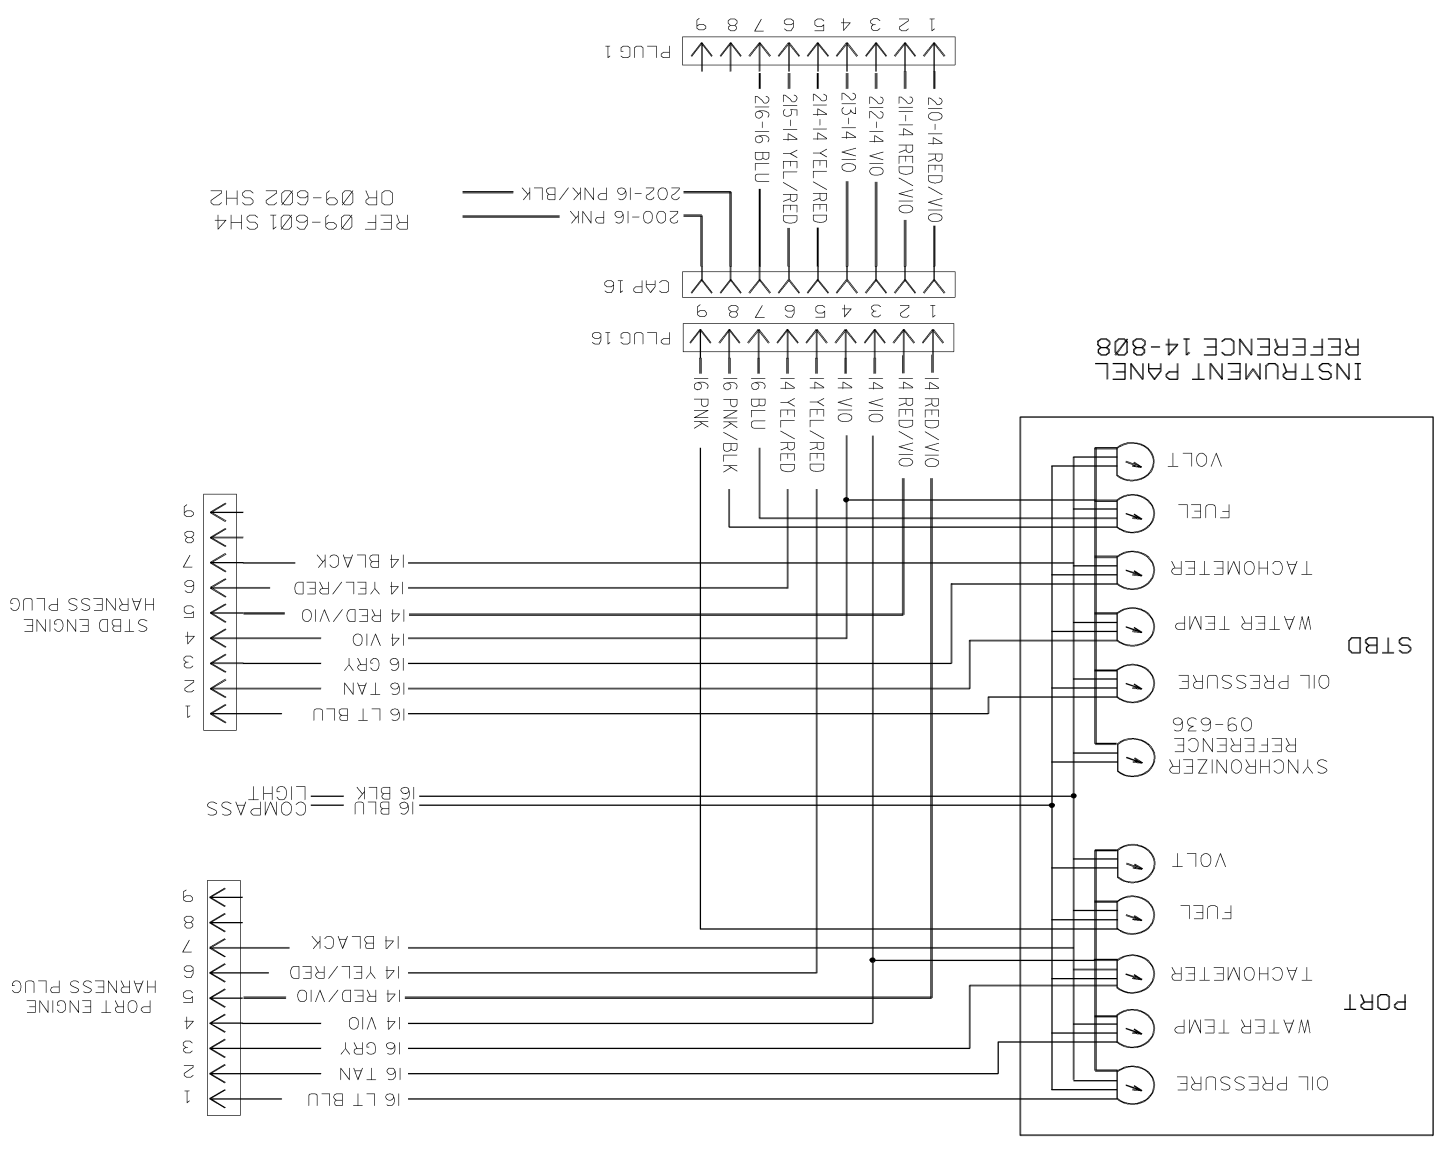 9 8 7 6 5 4 3 2 1
PLUG 1
216-16 BLU
215-14 YEL/RED
214-14 YEL/RED
213-14 VIO
212-14 VIO
211-14 RED/VIO
210-14 RED/VIO
202-16 PNK/BLK
200-16 PNK
REF 09-601 SH4
OR 09-602 SH2
CAP 16
9 8 7 6 5 4 3 2 1
PLUG 16
16 PNK
16 PNK/BLK
16 BLU
14 YEL/RED
14 YEL/RED
14 VIO
14 VIO
14 RED/VIO
14 RED/VIO
INSTRUMENT PANEL
REFERENCE 14-808
VOLT
FUEL
TACHOMETER
WATER TEMP
STBD
OIL PRESSURE
SYNCHRONIZER
REFERENCE
09-636
VOLT
FUEL
TACHOMETER
PORT
WATER TEMP
OIL PRESSURE
STBD ENGINE
HARNESS PLUG
9
8
7
14 BLACK
6
14 YEL/RED
5
14 RED/VIO
4
14 VIO
3
16 GRY
2
16 TAN
1
16 LT BLU
COMPASS
LIGHT
16 BLK
16 BLU
PORT ENGINE
HARNESS PLUG
9
8
7
14 BLACK
6
14 YEL/RED
5
14 RED/VIO
4
14 VIO
3
16 GRY
2
16 TAN
1
16 LT BLU